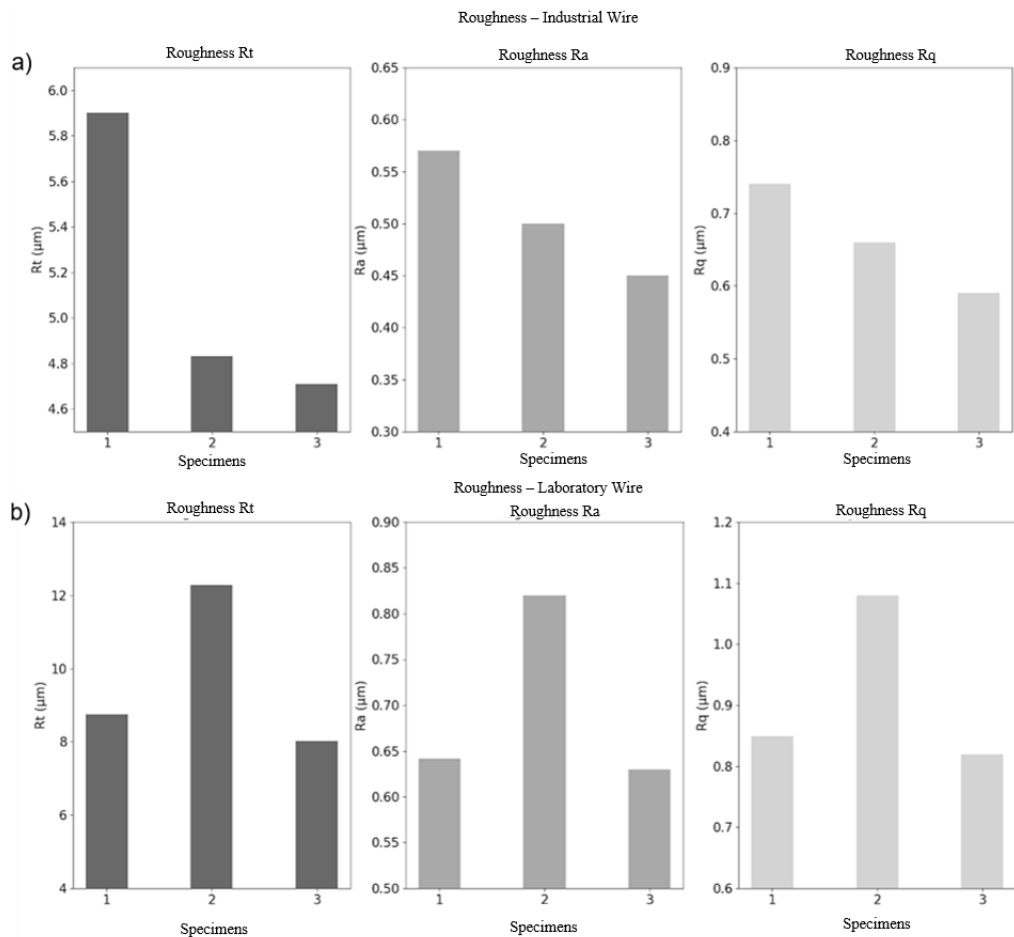 Roughness – Industrial Wire
a)
Roughness Rt
Rt (μm)
6.0
5.8
5.6
5.4
5.2
5.0
4.8
4.6
1 2 3
Specimens
Roughness Ra
Ra (μm)
0.65
0.60
0.55
0.50
0.45
0.40
0.35
0.30
1 2 3
Specimens
Roughness Rq
Rq (μm)
0.9
0.8
0.7
0.6
0.5
0.4
1 2 3
Specimens
Roughness – Laboratory Wire
b)
Roughness Rt
Rt (μm)
14
12
10
8
6
4
1 2 3
Specimens
Roughness Ra
Ra (μm)
0.90
0.85
0.80
0.75
0.70
0.65
0.60
0.55
0.50
1 2 3
Specimens
Roughness Rq
Rq (μm)
1.2
1.1
1.0
0.9
0.8
0.7
0.6
1 2 3
Specimens